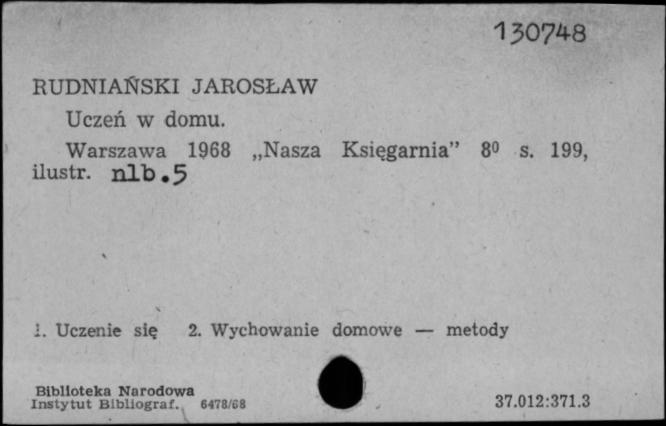 130748
RUDNIAŃSKI JAROSŁAW
Uczeń w domu.
Warszawa 1968 „Nasza Księgarnia” 8⁰ s. 199,
ilustr. nlb.5
1. Uczenie się 2. Wychowanie domowe — metody
Biblioteka Narodowa
Instytut Bibliograf. 6478/68
37.012:371.3